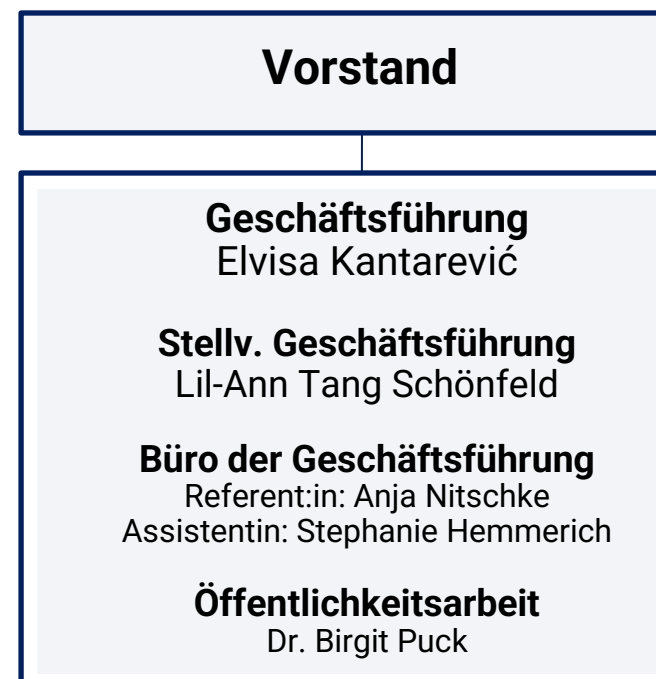 Vorstand
Geschäftsführung
Elvisa Kantarević
Stellv. Geschäftsführung
Lil-Ann Tang Schönfeld
Büro der Geschäftsführung
Referent:in: Anja Nitschke
Assistentin: Stephanie Hemmerich
Öffentlichkeitsarbeit
Dr. Birgit Puck